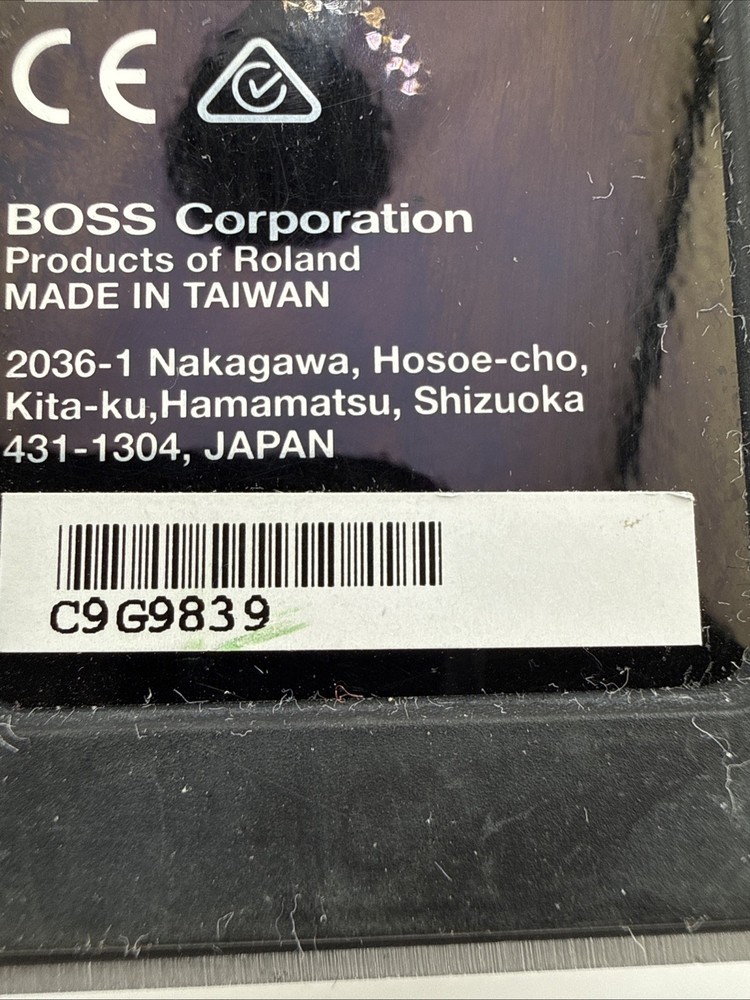 CE
BOSS Corporation
Products of Roland
MADE IN TAIWAN
2036-1 Nakagawa, Hosoe-cho,
Kita-ku,Hamamatsu, Shizuoka
431-1304, JAPAN
C9G9839